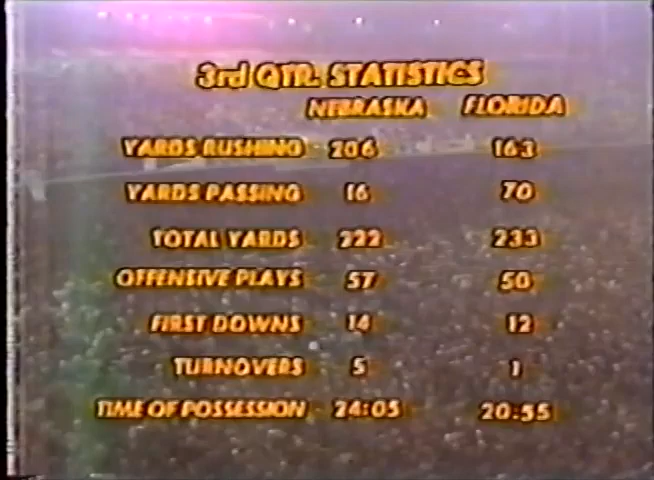 3rd QTR. STATISTICS
NEBRASKA FLORIDA
YARDS RUSHING 206 163
YARDS PASSING 16 70
TOTAL YARDS 222 233
OFFENSIVE PLAYS 57 50
FIRST DOWNS 14 12
TURNOVERS 5 1
TIME OF POSSESSION 24:05 20:55